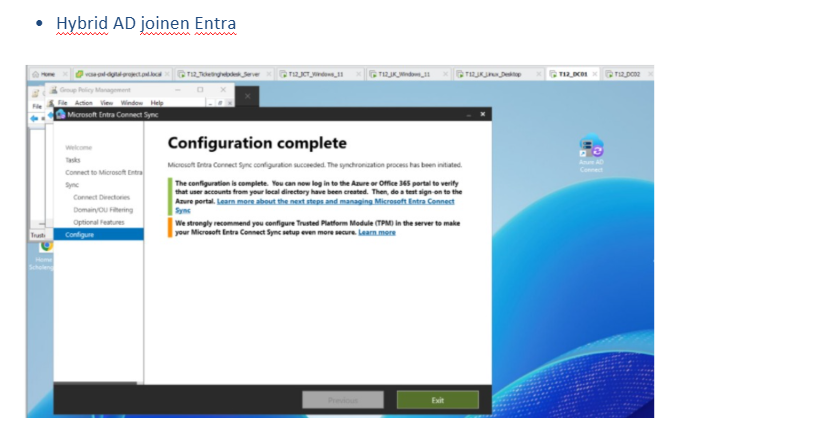 Hybrid AD joinen Entra
Home
vcsa-pxl-digital-project.pxl.local
T12_Ticketinghelpdesk_Server
T12_ICT_Windows_11
T12_LK_Windows_11
T12_LK_Linux_Desktop
T12_DC01
T12_DC02
Group Policy Management
File
File Action View Window Help
Microsoft Entra Connect Sync
Welcome
Tasks
Connect to Microsoft Entra
Sync
Connect Directories
Domain/OU Filtering
Optional Features
Configure
Configuration complete
Microsoft Entra Connect Sync configuration succeeded. The synchronization process has been initiated.
The configuration is complete. You can now log in to the Azure or Office 365 portal to verify
that user accounts from your local directory have been created. Then, do a test sign-on to the
Azure portal. Learn more about the next steps and managing Microsoft Entra Connect
Sync
We strongly recommend you configure Trusted Platform Module (TPM) in the server to make
your Microsoft Entra Connect Sync setup even more secure. Learn more
Previous
Exit
Azure AD
Connect
Home